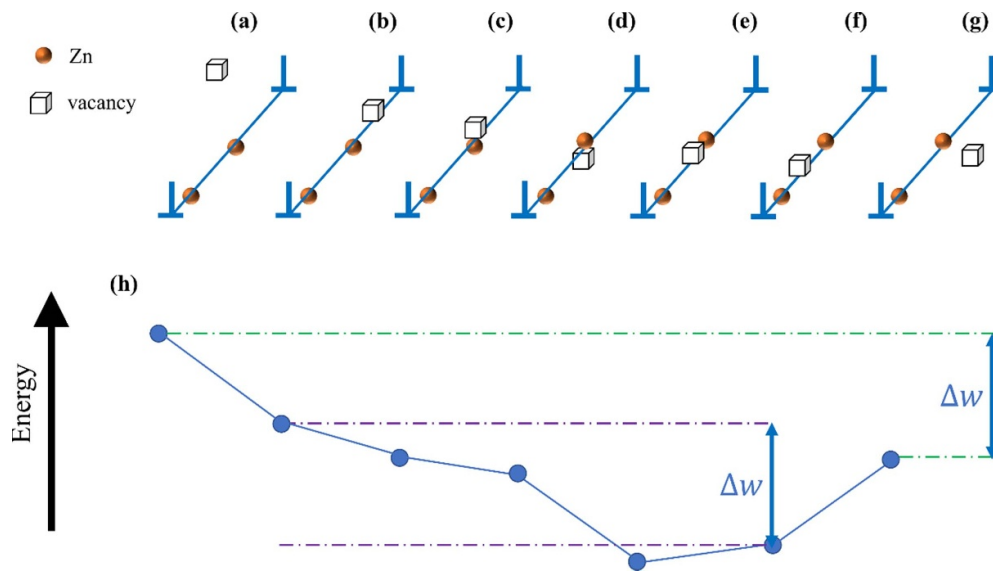 (a) (b) (c) (d) (e) (f) (g)
Zn
vacancy
(h)
Energy
Δw
Δw